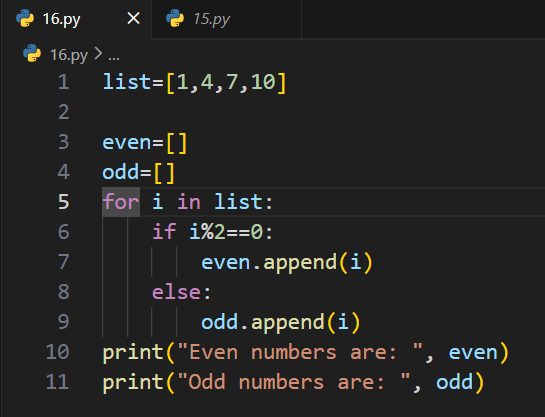 16.py × 15.py
16.py > ...
1 list=[1,4,7,10]
2
3 even=[]
4 odd=[]
5 for i in list:
6     if i%2==0:
7         even.append(i)
8     else:
9         odd.append(i)
10 print("Even numbers are: ", even)
11 print("Odd numbers are: ", odd)